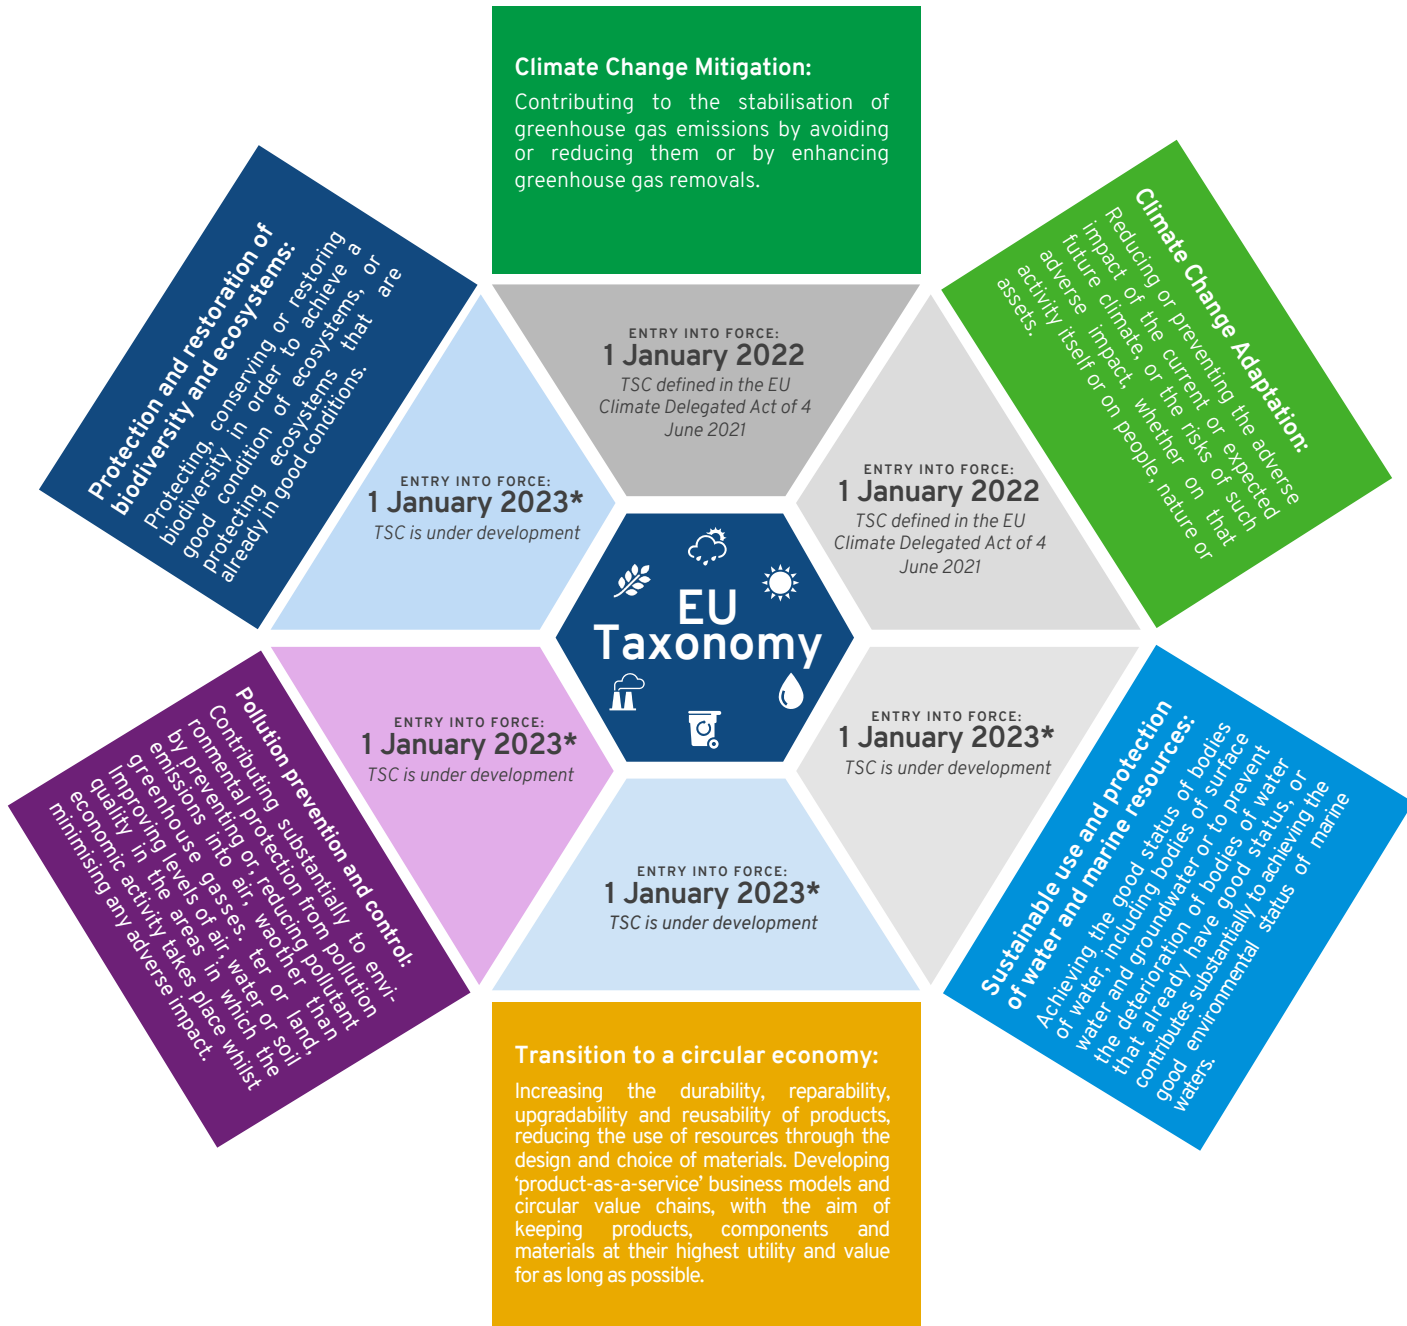 Climate Change Mitigation:
Contributing to the stabilisation of
greenhouse gas emissions by avoiding
or reducing them or by enhancing
greenhouse gas removals.
Climate Change Adaptation:
Reducing or preventing the adverse
impact of the current or expected
future climate, or the risks of such
adverse impact, whether on that
activity itself or on people, nature or
assets.
Sustainable use and protection
of water and marine resources:
Achieving the good status of bodies
of water, including bodies of surface
water and groundwater or to prevent
the deterioration of bodies of water
that already have good status, or
contributes substantially to achieving the
good environmental status of marine
waters.
Transition to a circular economy:
Increasing the durability, reparability,
upgradability and reusability of products,
reducing the use of resources through the
design and choice of materials. Developing
‘product-as-a-service’ business models and
circular value chains, with the aim of
keeping products, components and
materials at their highest utility and value
for as long as possible.
Pollution prevention and control:
Contributing substantially to envi-
ronmental protection from pollution
by preventing or, reducing pollutant
emissions into air, waother than
greenhouse gasses. ter or land,
Improving levels of air, water or soil
quality in the areas in which the
economic activity takes place whilst
minimising any adverse impact.
Protection and restoration of
biodiversity and ecosystems:
Protecting, conserving or restoring
biodiversity in order to achieve a
good condition of ecosystems, or
protecting ecosystems that are
already in good conditions.
ENTRY INTO FORCE:
1 January 2022
TSC defined in the EU
Climate Delegated Act of 4
June 2021
ENTRY INTO FORCE:
1 January 2022
TSC defined in the EU
Climate Delegated Act of 4
June 2021
ENTRY INTO FORCE:
1 January 2023*
TSC is under development
ENTRY INTO FORCE:
1 January 2023*
TSC is under development
ENTRY INTO FORCE:
1 January 2023*
TSC is under development
ENTRY INTO FORCE:
1 January 2023*
TSC is under development
EU
Taxonomy